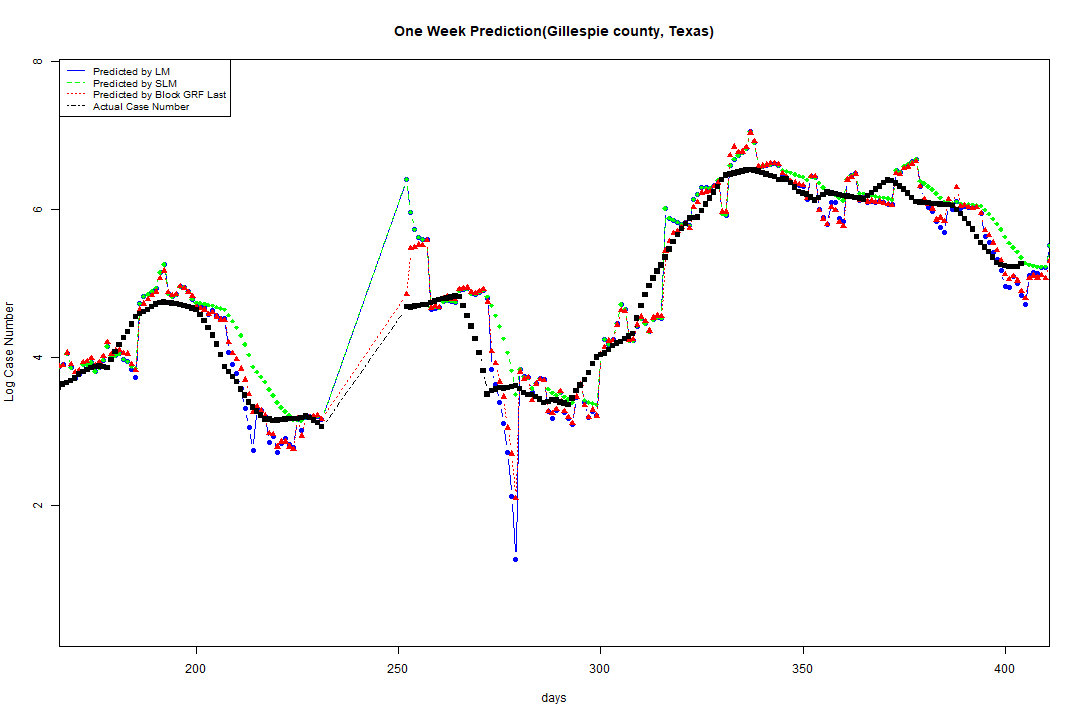 One Week Prediction(Gillespie county, Texas)
Predicted by LM
Predicted by SLM
Predicted by Block GRF Last
Actual Case Number
8
6
4
2
Log Case Number
200
250
300
350
400
days